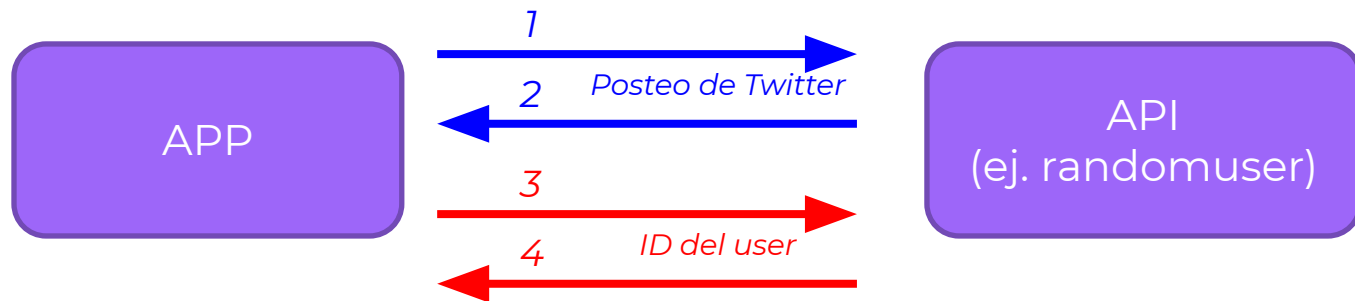 APP
1
Posteo de Twitter
2
3
ID del user
4
API
(ej. randomuser)